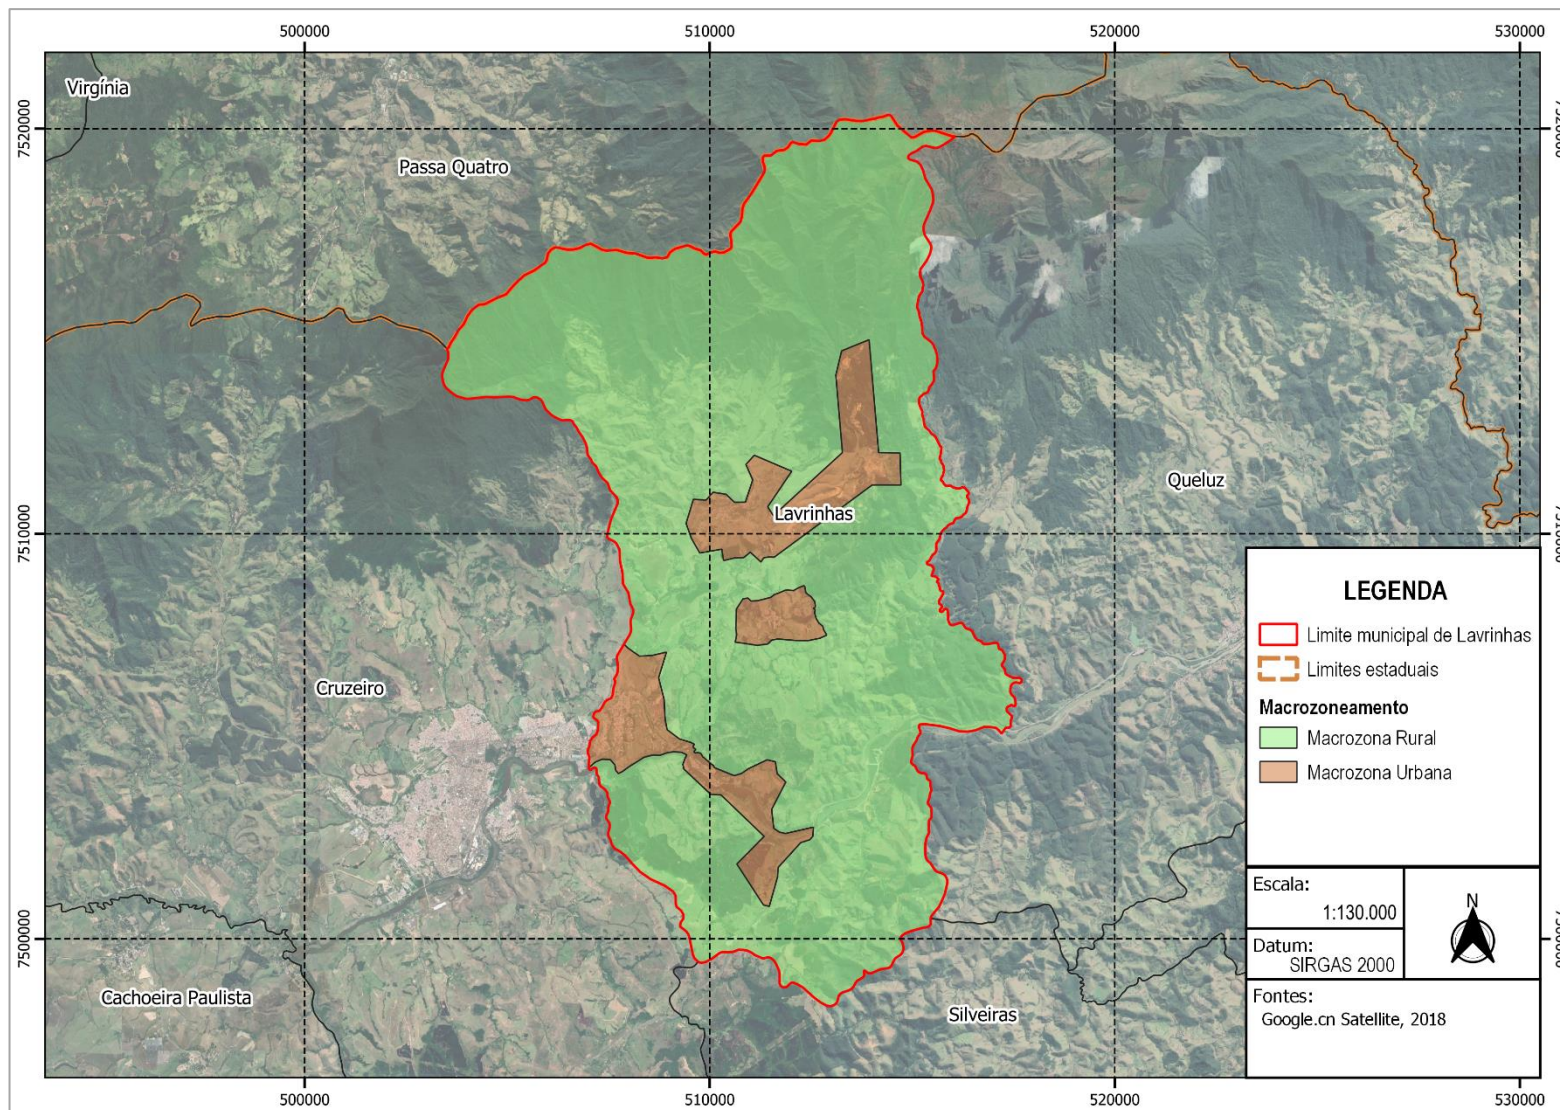 500000
510000
520000
530000
7520000
7510000
7500000
Virgínia
Passa Quatro
Queluz
Lavrinhas
Cruzeiro
Cachoeira Paulista
Silveiras
LEGENDA
Limite municipal de Lavrinhas
Limites estaduais
Macrozoneamento
Macrozona Rural
Macrozona Urbana
Escala:
1:130.000
Datum:
SIRGAS 2000
N
Fontes:
Google.cn Satellite, 2018
500000
510000
520000
530000